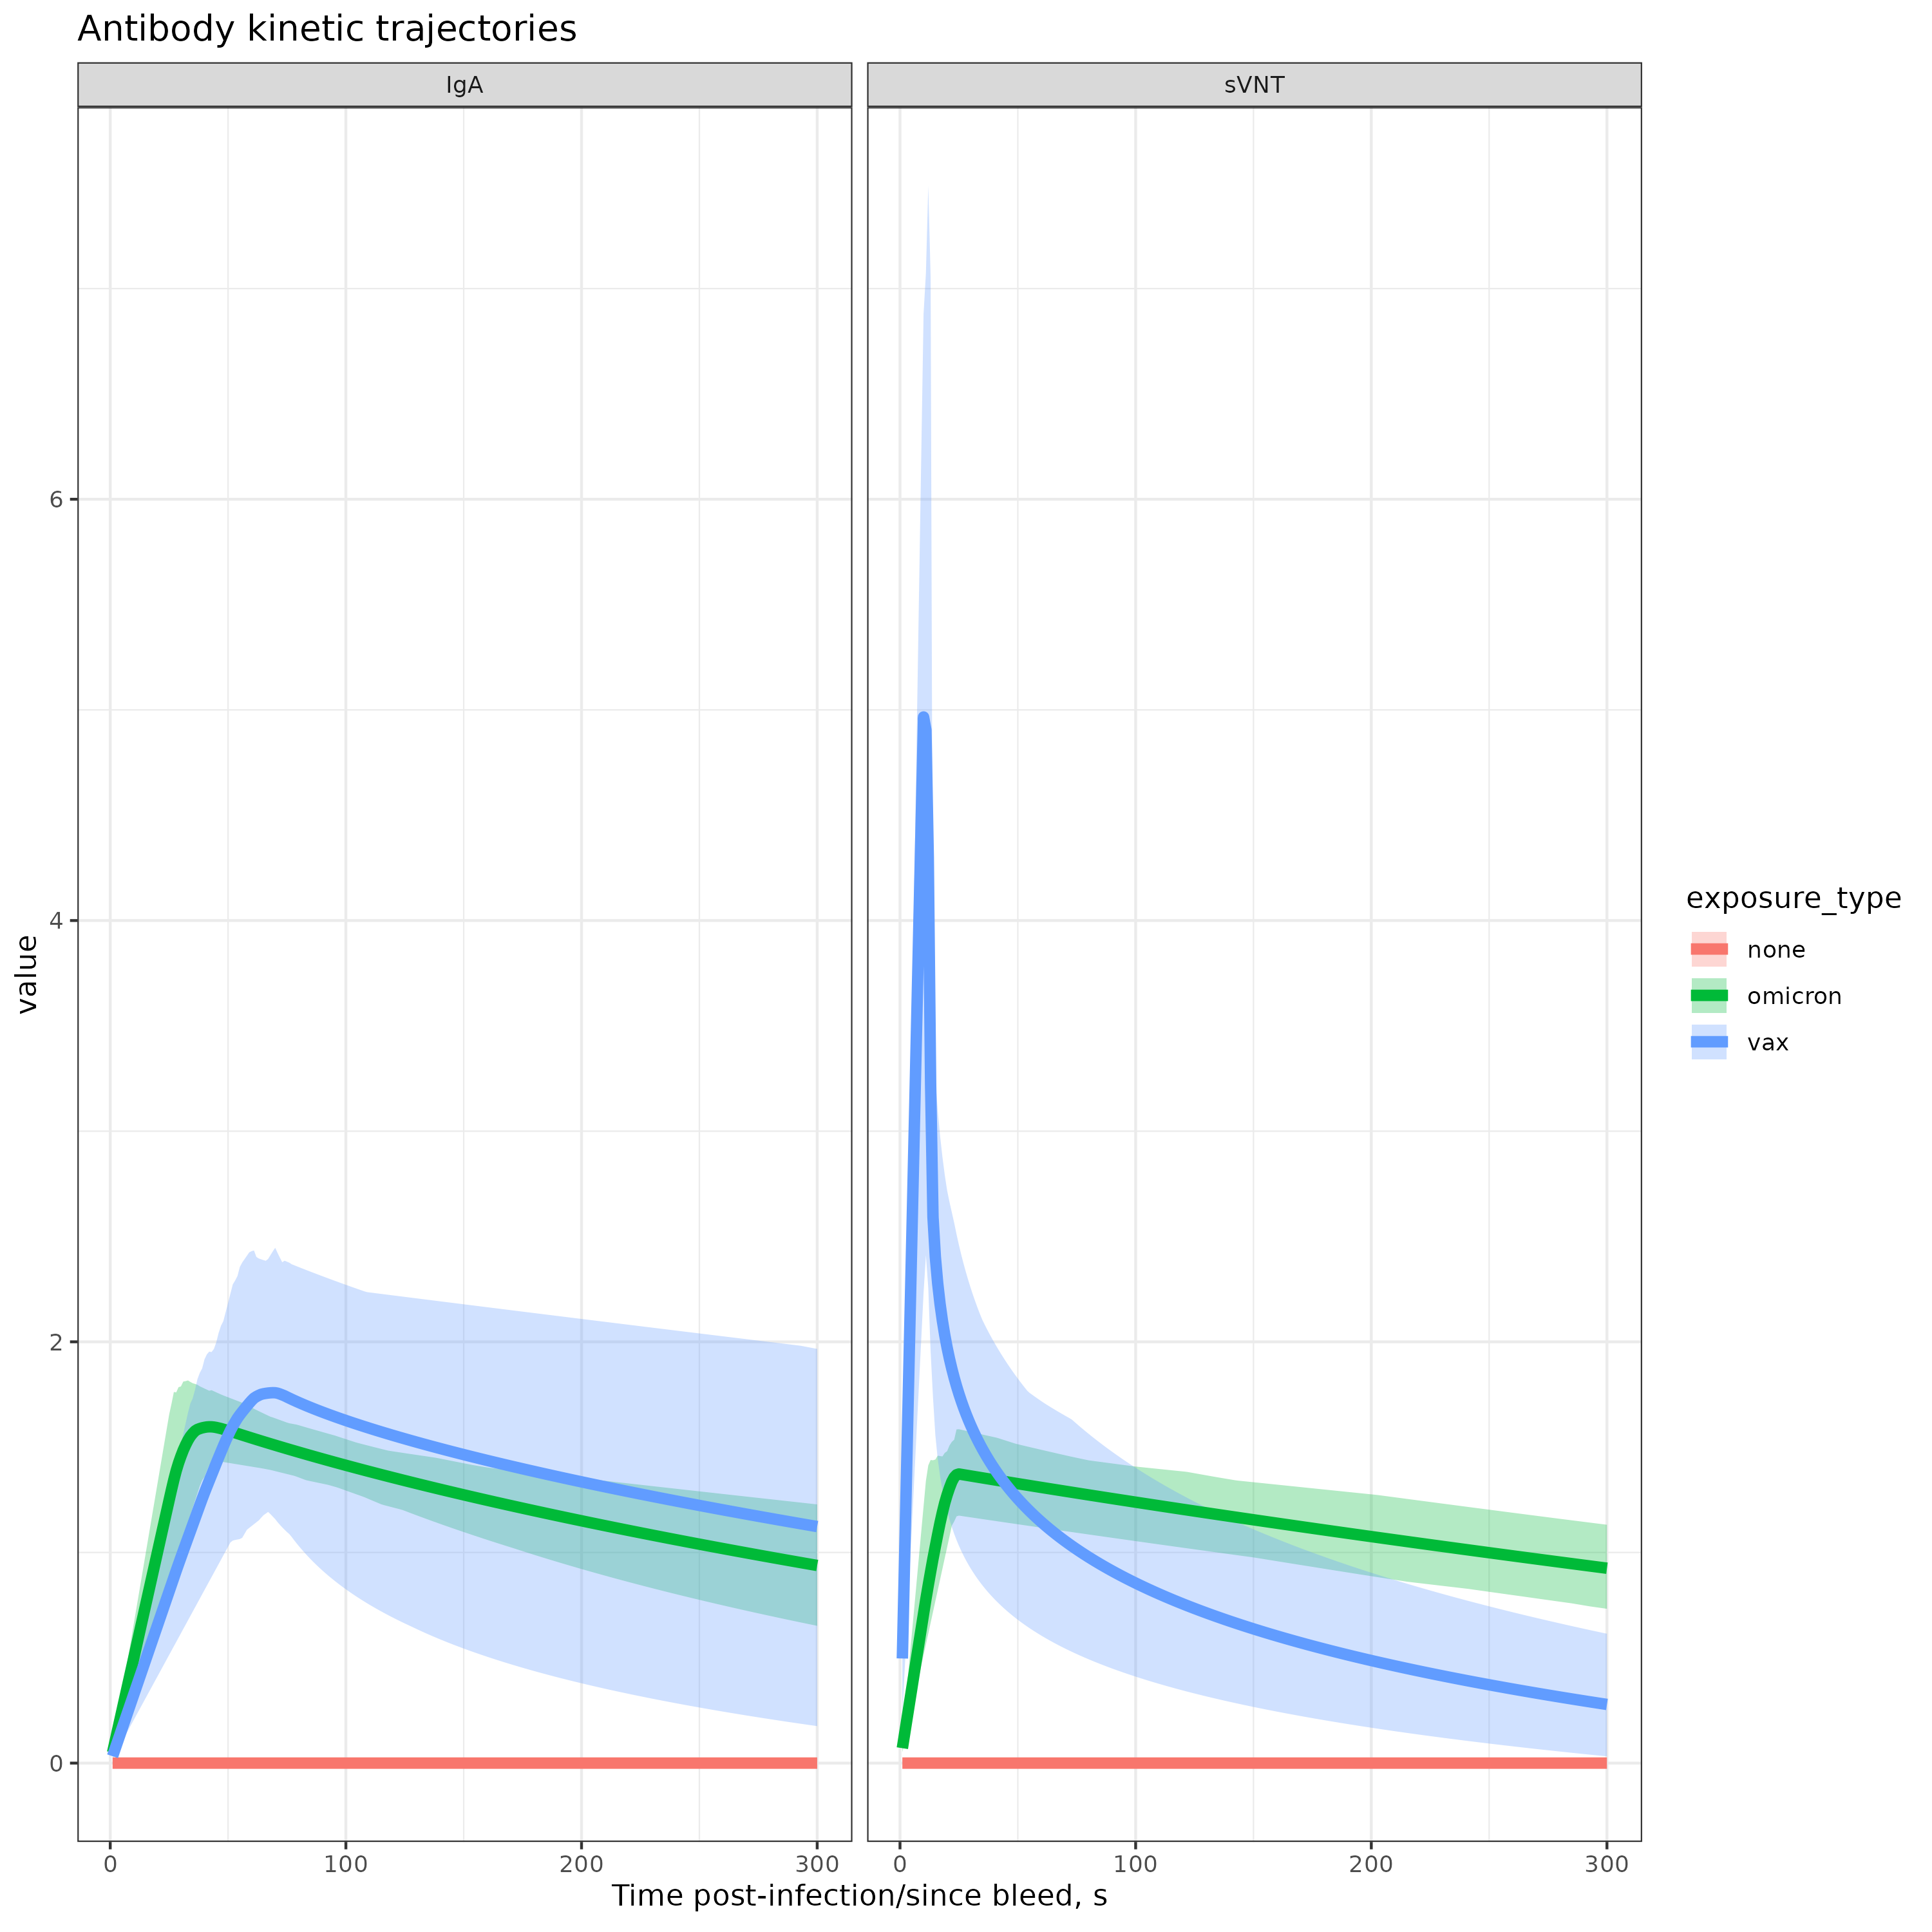 Antibody kinetic trajectories
IgA
sVNT
6
4
2
0
value
0 100 200 300
0 100 200 300
Time post-infection/since bleed, s
exposure_type
none
omicron
vax